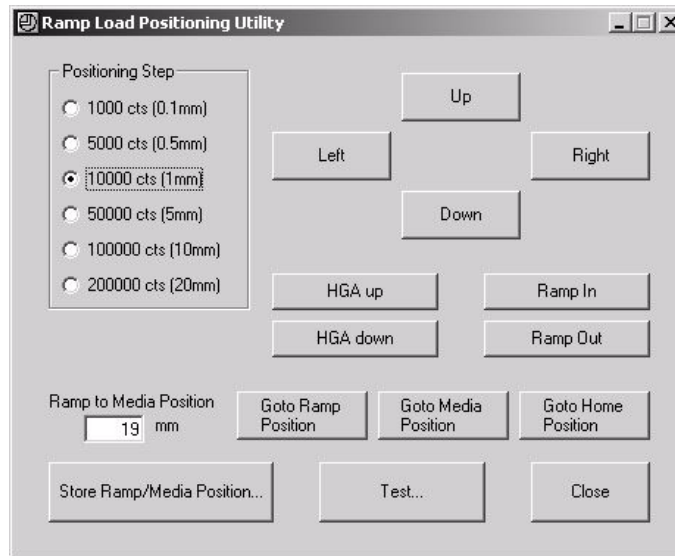 Ramp Load Positioning Utility
Positioning Step
1000 cts (0.1mm)
5000 cts (0.5mm)
10000 cts (1mm)
50000 cts (5mm)
100000 cts (10mm)
200000 cts (20mm)
Up
Left
Right
Down
HGA up
Ramp In
HGA down
Ramp Out
Ramp to Media Position
19 mm
Goto Ramp
Position
Goto Media
Position
Goto Home
Position
Store Ramp/Media Position...
Test...
Close